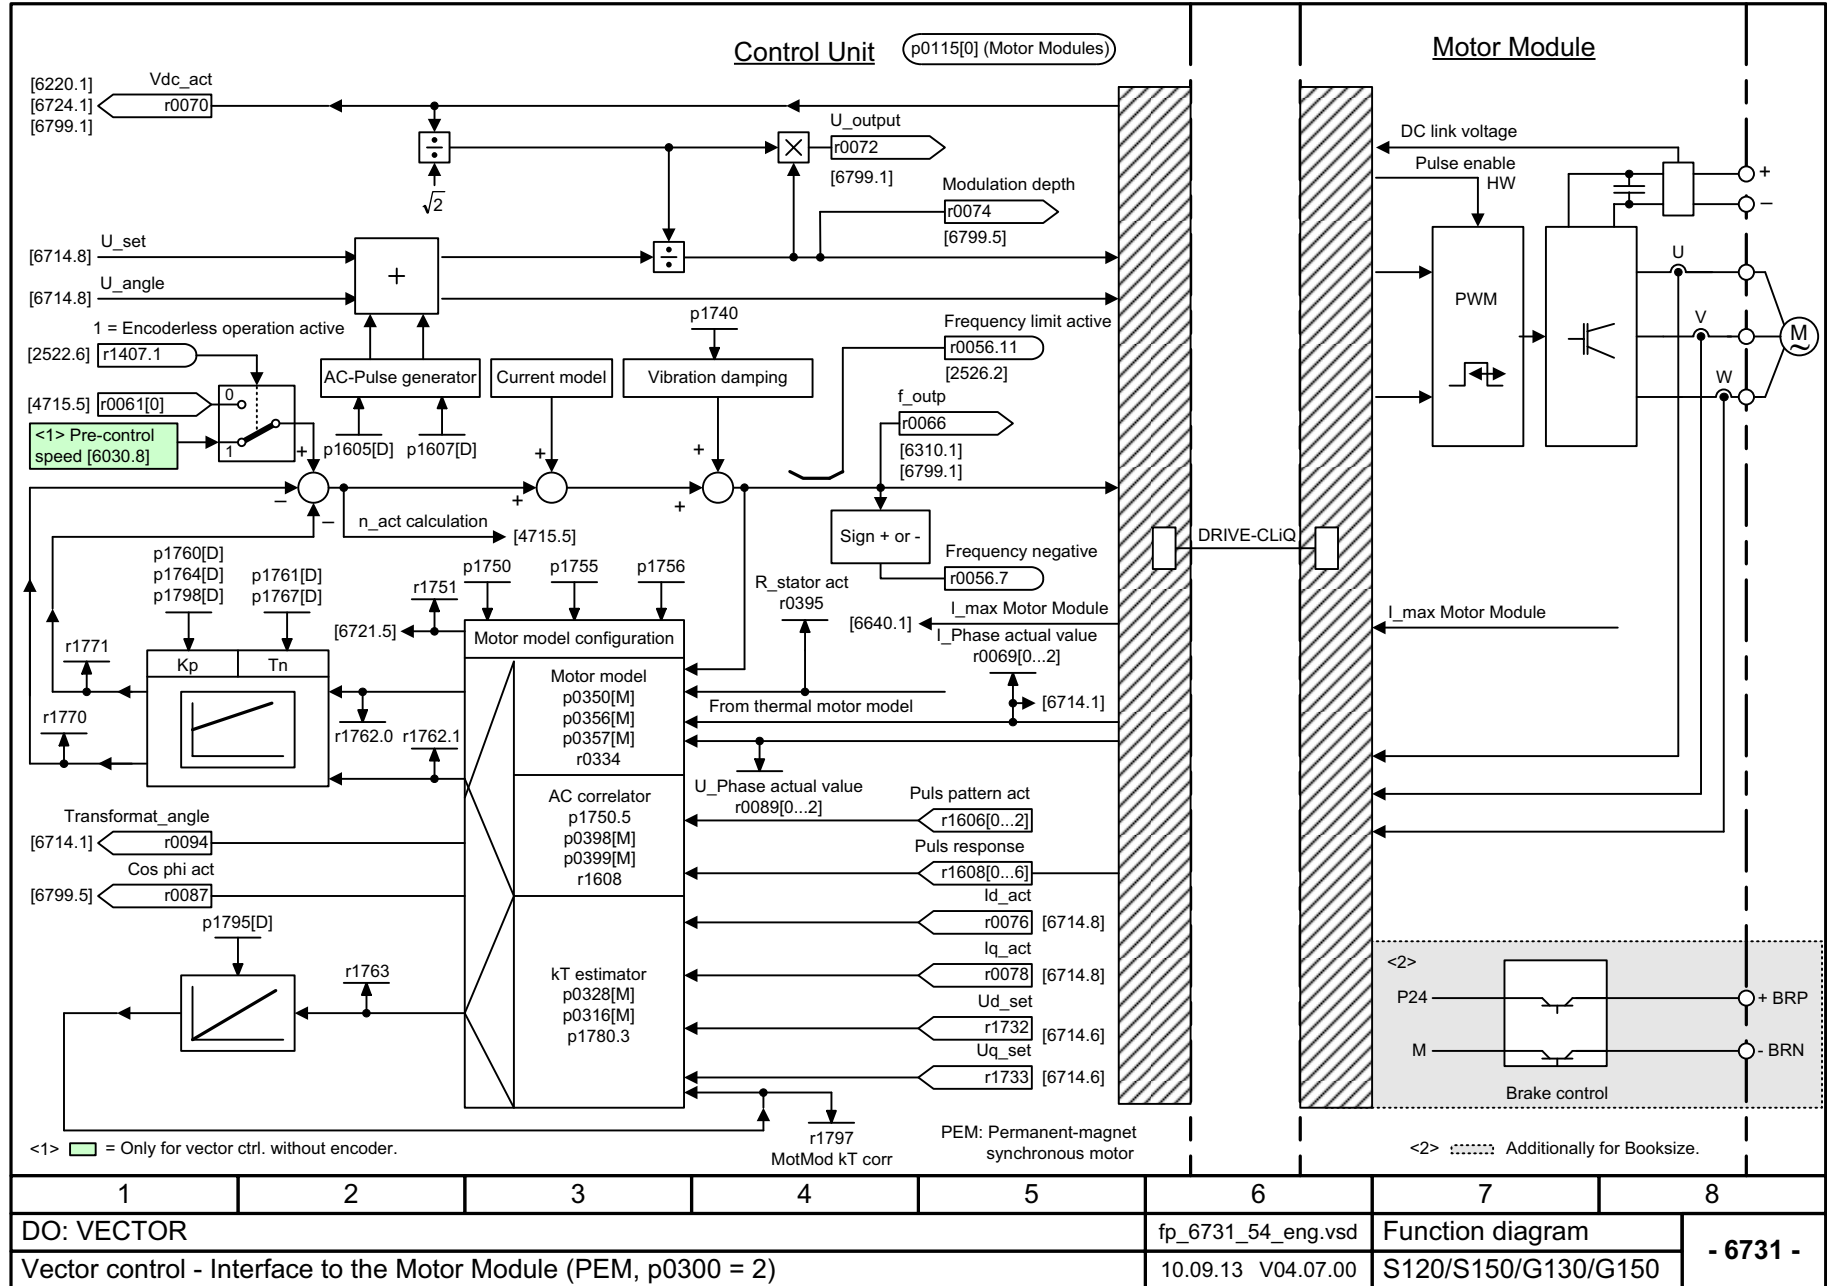 Control Unit
p0115[0] (Motor Modules)
Motor Module
[6220.1]
[6724.1]
[6799.1]
Vdc_act
r0070
÷
√2
×
U_output
r0072
[6799.1]
Modulation depth
r0074
[6799.5]
DC link voltage
Pulse enable
HW
+
–
[6714.8]
U_set
[6714.8]
U_angle
+
÷
1 = Encoderless operation active
[2522.6]
r1407.1
[4715.5]
r0061[0]
0
1
<1> Pre-control
speed [6030.8]
AC-Pulse generator
p1605[D]
p1607[D]
Current model
p1740
Vibration damping
Frequency limit active
r0056.11
[2526.2]
f_outp
r0066
[6310.1]
[6799.1]
PWM
U
V
W
M
~
+
–
–
+
+
+
+
n_act calculation
[4715.5]
Sign + or -
Frequency negative
r0056.7
DRIVE-CLiQ
p1760[D]
p1764[D]
p1798[D]
p1761[D]
p1767[D]
r1751
[6721.5]
p1750
p1755
p1756
R_stator act
r0395
I_max Motor Module
[6640.1]
I_Phase actual value
r0069[0...2]
[6714.1]
I_max Motor Module
r1771
r1770
Kp
Tn
r1762.0
r1762.1
Motor model configuration
Motor model
p0350[M]
p0356[M]
p0357[M]
r0334
From thermal motor model
U_Phase actual value
r0089[0...2]
AC correlator
p1750.5
p0398[M]
p0399[M]
r1608
Puls pattern act
r1606[0...2]
Puls response
r1608[0...6]
Transformat_angle
[6714.1]
r0094
Cos phi act
[6799.5]
r0087
Id_act
r0076
[6714.8]
Iq_act
r0078
[6714.8]
Ud_set
r1732
[6714.6]
Uq_set
r1733
[6714.6]
p1795[D]
r1763
kT estimator
p0328[M]
p0316[M]
p1780.3
r1797
MotMod kT corr
<2>
P24
M
+ BRP
- BRN
Brake control
<1> = Only for vector ctrl. without encoder.
PEM: Permanent-magnet
synchronous motor
<2> Additionally for Booksize.
1 2 3 4 5 6 7 8
DO: VECTOR
fp_6731_54_eng.vsd
Function diagram
- 6731 -
Vector control - Interface to the Motor Module (PEM, p0300 = 2)
10.09.13 V04.07.00
S120/S150/G130/G150